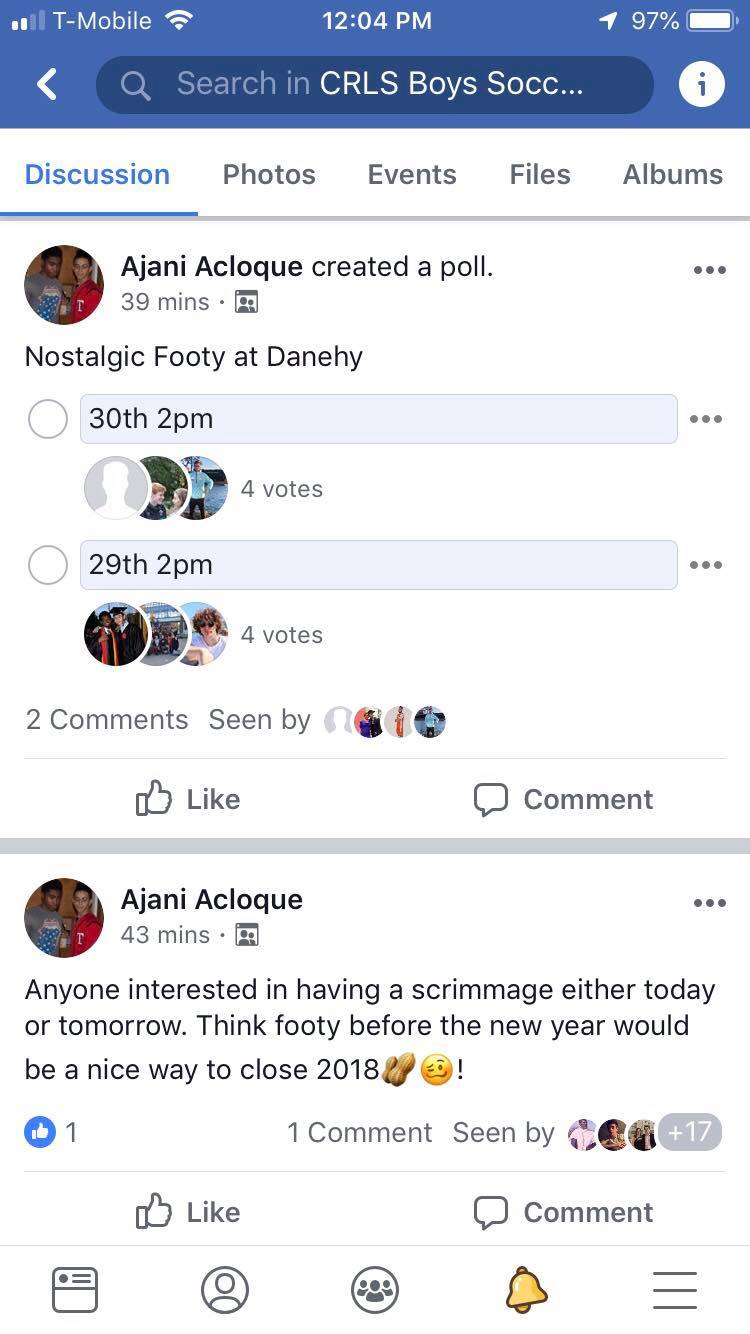 T-Mobile 12:04 PM 97%
Search in CRLS Boys Socc...
Discussion Photos Events Files Albums
Ajani Acloque created a poll.
39 mins ·
Nostalgic Footy at Danehy
30th 2pm
4 votes
29th 2pm
4 votes
2 Comments Seen by
Like Comment
Ajani Acloque
43 mins ·
Anyone interested in having a scrimmage either today
or tomorrow. Think footy before the new year would
be a nice way to close 2018🥜🥴!
1 1 Comment Seen by +17
Like Comment